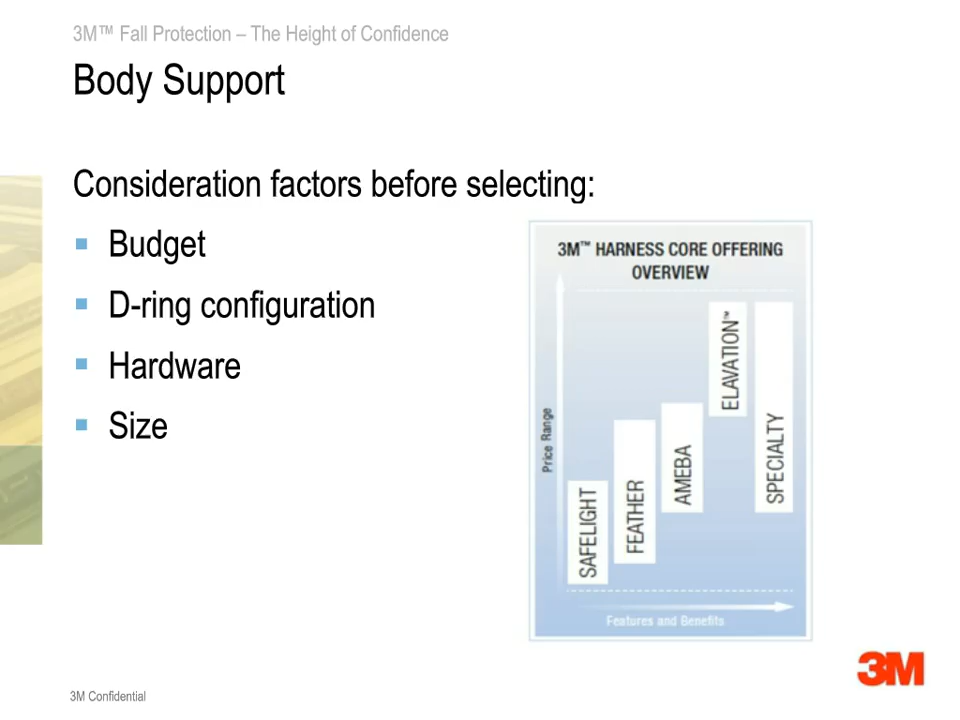 3M™ Fall Protection – The Height of Confidence
Body Support
Consideration factors before selecting:
▪ Budget
▪ D-ring configuration
▪ Hardware
▪ Size
3M™ HARNESS CORE OFFERING
OVERVIEW
Price Range
SAFELIGHT
FEATHER
AMEBA
ELAVATION™
SPECIALTY
Features and Benefits
3M
3M Confidential